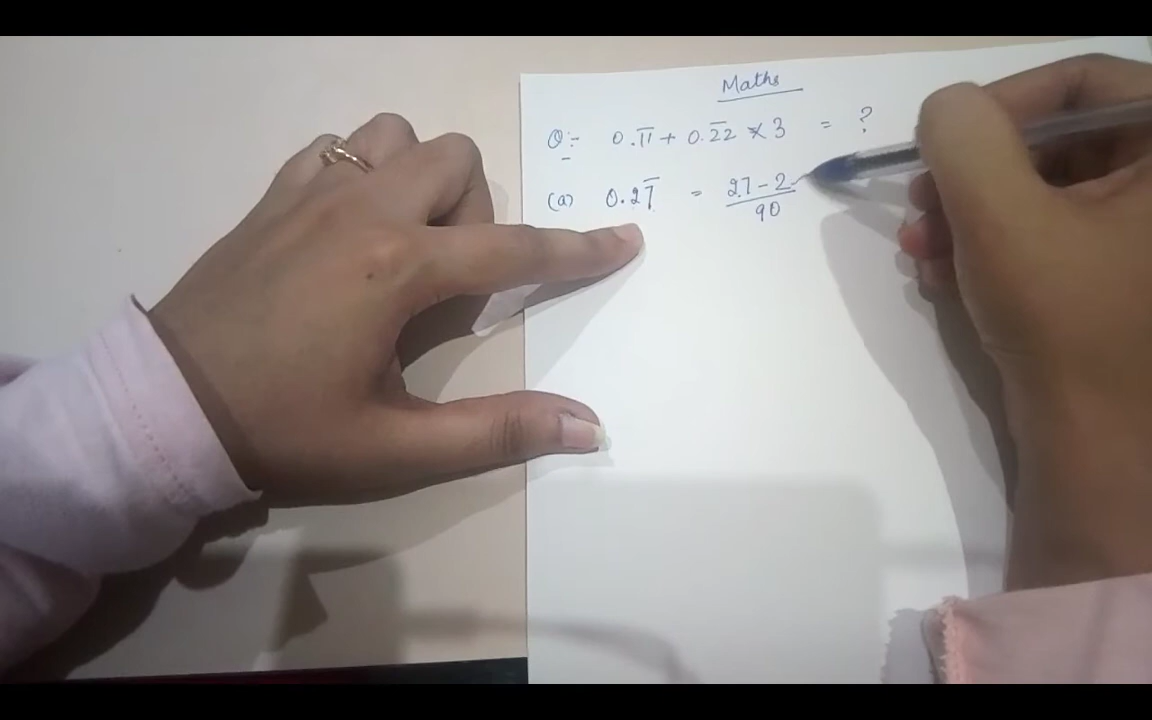 Maths
Q:- 0.1̅1̅ + 0.2̅2 × 3 = ?
(a) 0.27̅ = 27-2/90